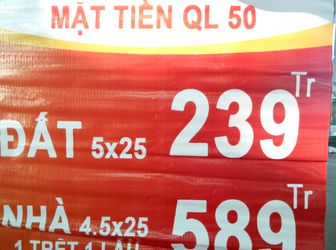 MẶT TIỀN QL 50
ĐẤT 5x25 239 Tr
NHÀ 4.5x25 589 Tr
1 TRỆT 1 LẦU